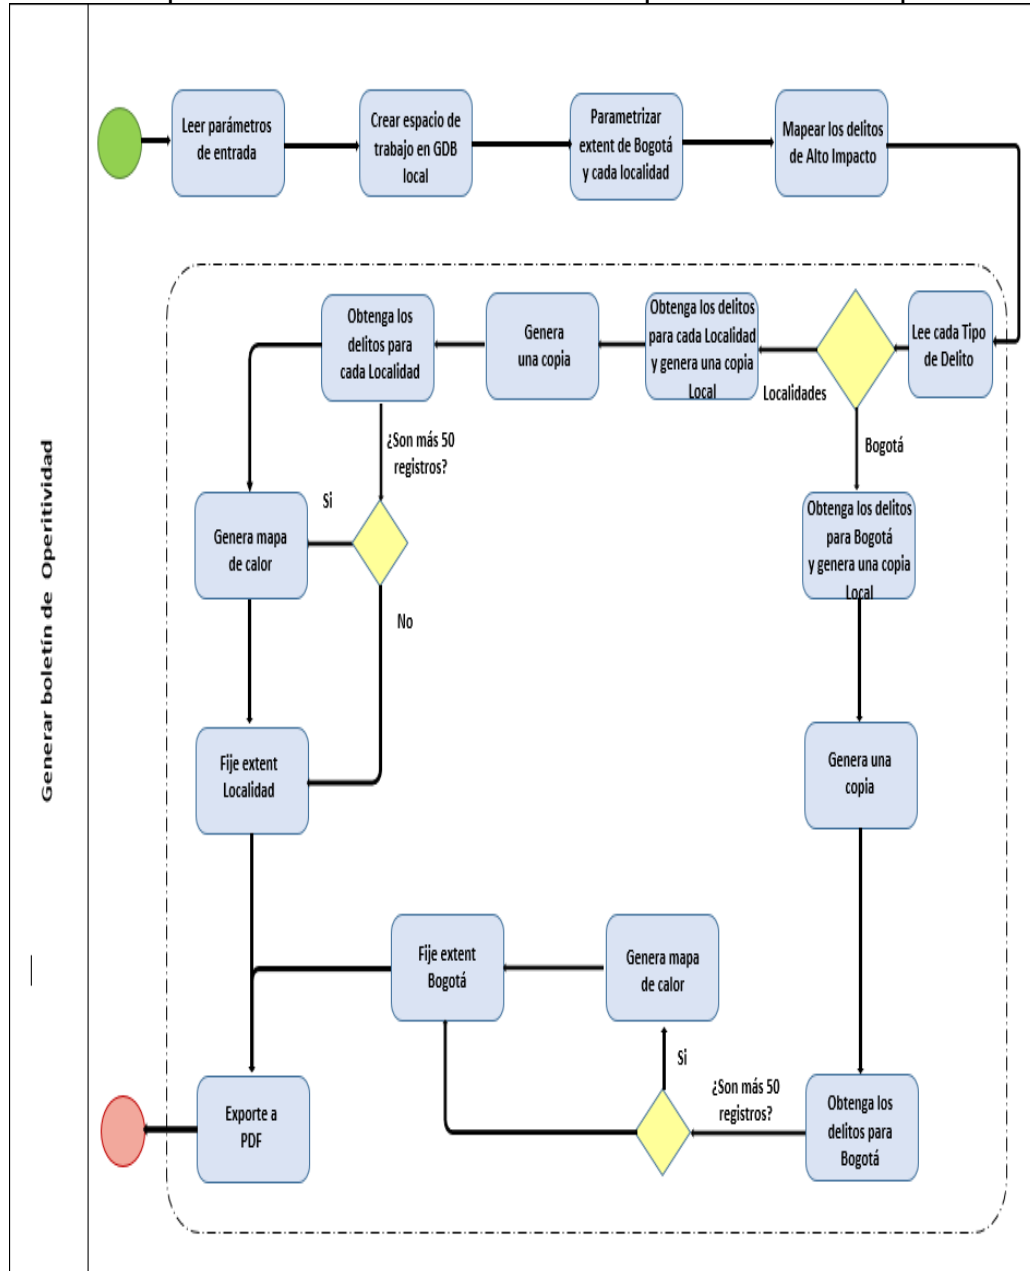 Generar boletín de Operitividad
Leer parámetros
de entrada
Crear espacio de
trabajo en GDB
local
Parametrizar
extent de Bogotá
y cada localidad
Mapear los delitos
de Alto Impacto
Lee cada Tipo
de Delito
Localidades
Bogotá
Obtenga los delitos
para cada Localidad
y genera una copia
Local
Genera
una copia
Obtenga los
delitos para
cada Localidad
¿Son más 50
registros?
Si
No
Genera mapa
de calor
Fije extent
Localidad
Obtenga los delitos
para Bogotá
y genera una copia
Local
Genera una
copia
Obtenga los
delitos para
Bogotá
¿Son más 50
registros?
Si
Genera mapa
de calor
Fije extent
Bogotá
Exporte a
PDF